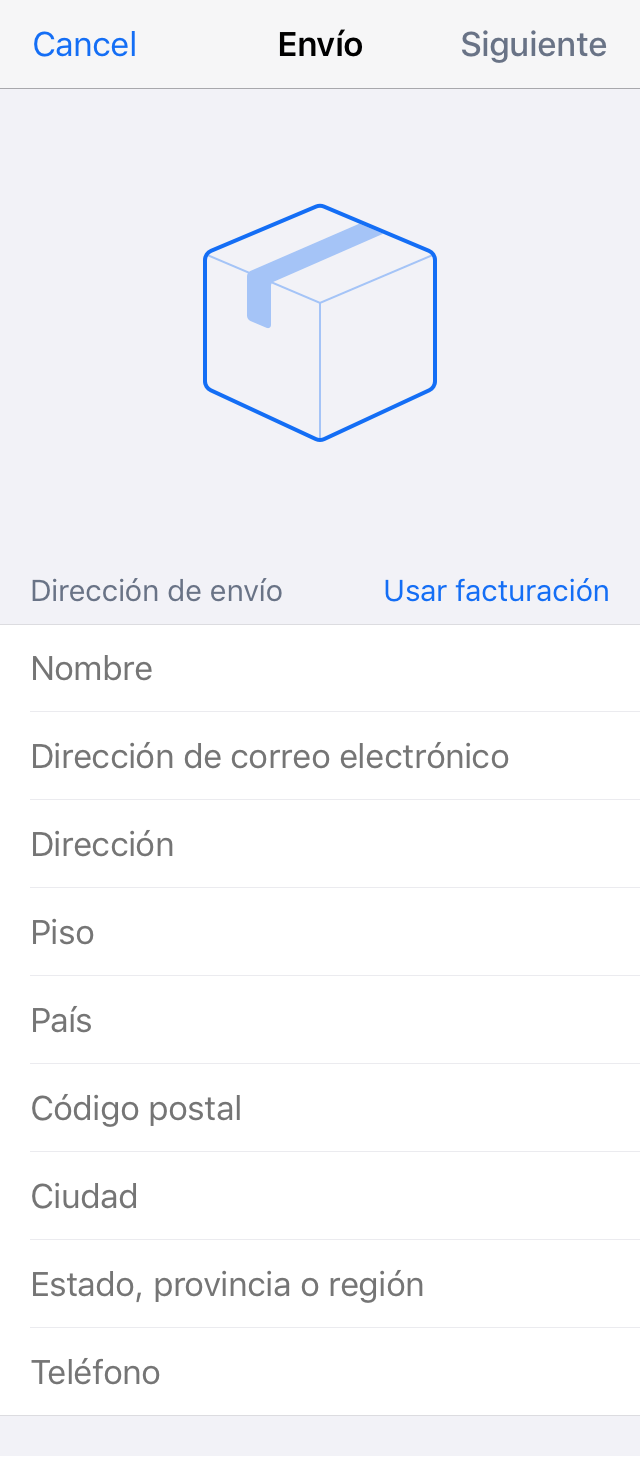 Cancel Envío Siguiente
Dirección de envío Usar facturación
Nombre
Dirección de correo electrónico
Dirección
Piso
País
Código postal
Ciudad
Estado, provincia o región
Teléfono